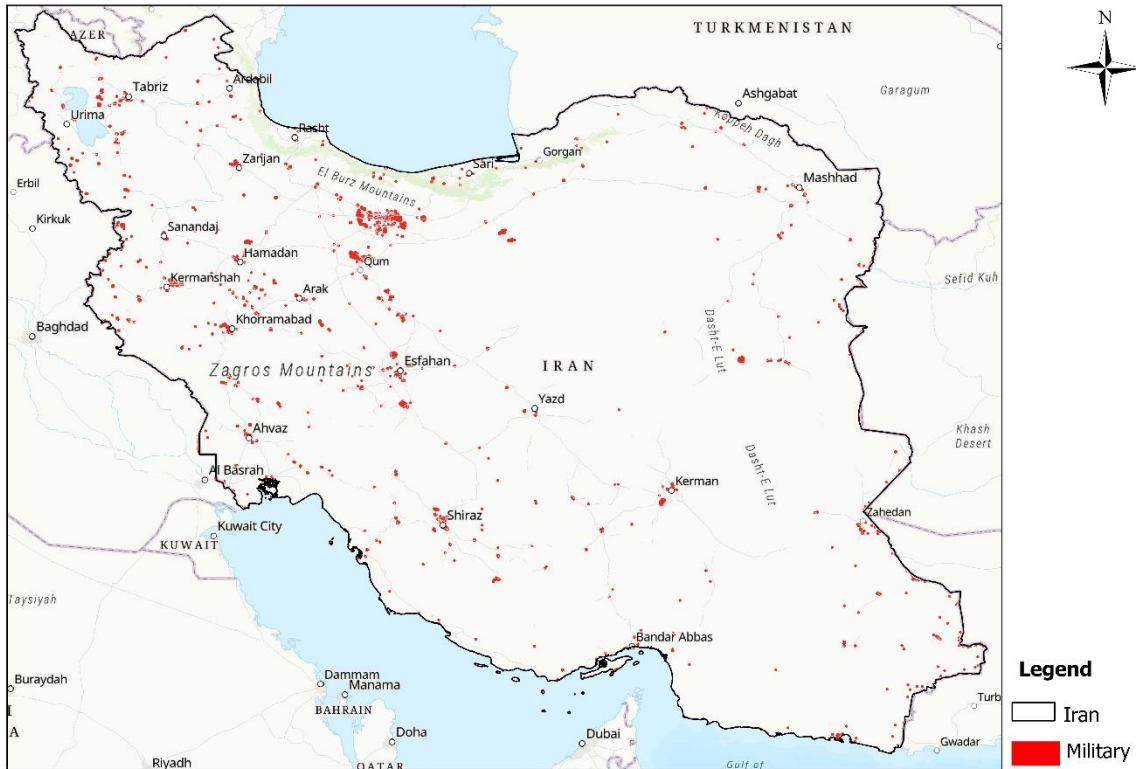 TURKMENISTAN
N
AZER
Ardabil
Tabriz
Ashgabat
Garagum
Urima
Rasht
Koppeh Dagh
Gorgan
Zanjan
Sari
Mashhad
El Burz Mountains
Erbil
Kirkuk
Sanandaj
Hamadan
Qum
Kermanshah
Sefid Kuh
Arak
Khorramabad
Baghdad
Dasht-E Lut
Esfahan
IRAN
Zagros Mountains
Yazd
Khash
Desert
Ahvaz
Dasht-E Lut
Al Basrah
Kerman
Zahedan
Shiraz
Kuwait City
KUWAIT
Taysiyah
Bandar Abbas
Legend
Dammam
Buraydah
Manama
Iran
Turb
I
BAHRAIN
A
Doha
Dubai
Gwadar
Military
Riyadh
QATAR
Gulf of